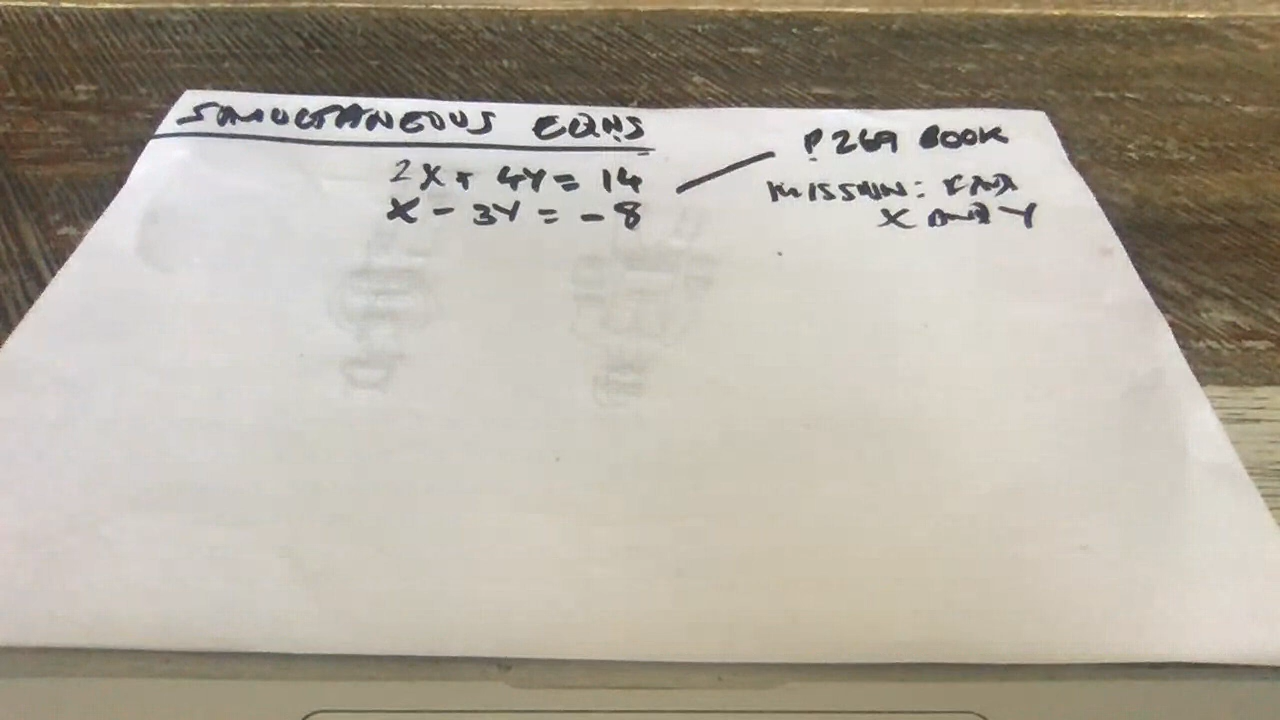 SIMULTANEOUS EQNS
2X + 4Y = 14
X - 3Y = -8
P269 BOOK
MISSION: FIND
X AND Y